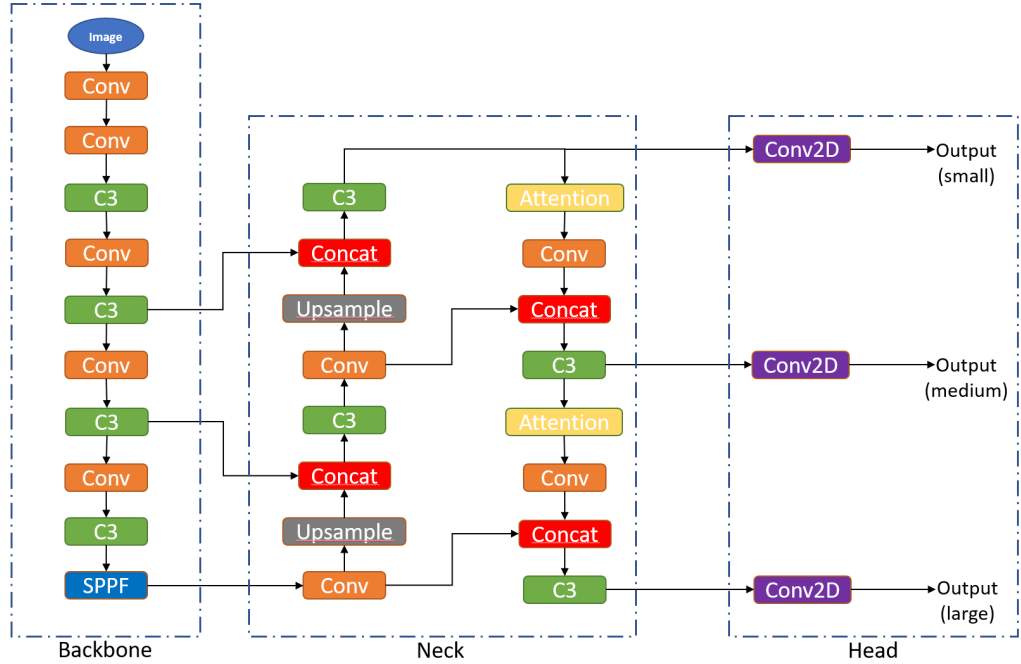 Image
Conv
Conv
C3
Conv
C3
Conv
C3
Conv
C3
SPPF
Backbone
C3
Concat
Upsample
Conv
C3
Concat
Upsample
Conv
Attention
Conv
Concat
C3
Attention
Conv
Concat
C3
Neck
Conv2D
Output
(small)
Conv2D
Output
(medium)
Conv2D
Output
(large)
Head